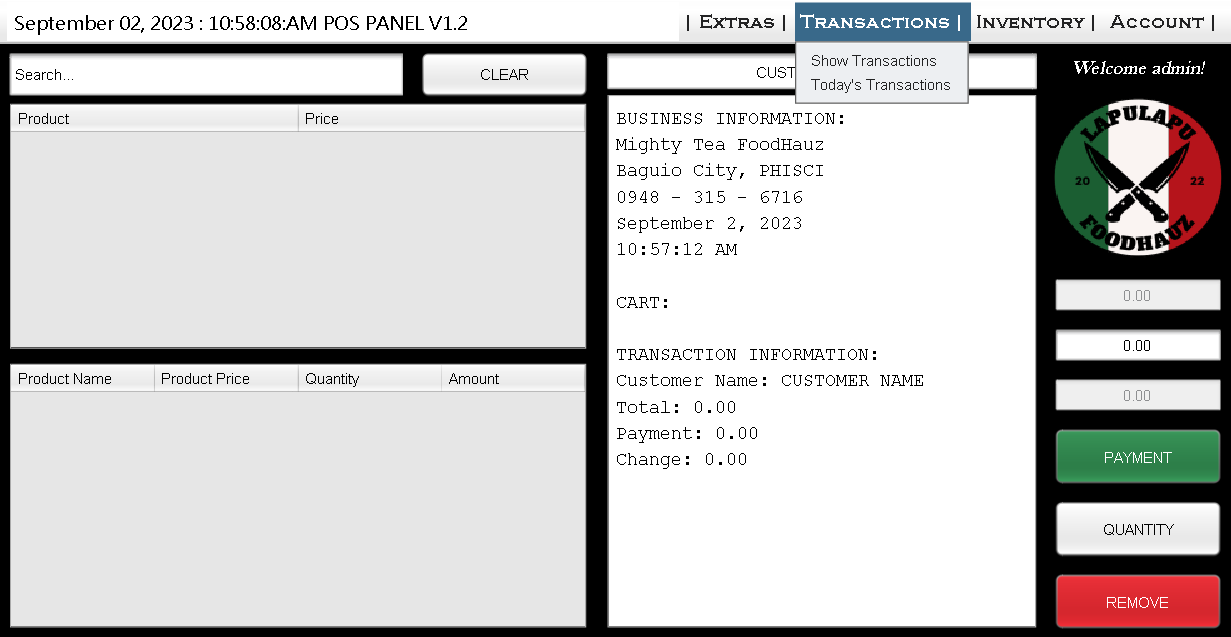 September 02, 2023 : 10:58:08:AM POS PANEL V1.2
| EXTRAS |
TRANSACTIONS |
INVENTORY |
ACCOUNT |
Show Transactions
Today's Transactions
Search...
CLEAR
Product
Price
Product Name
Product Price
Quantity
Amount
CUST
BUSINESS INFORMATION:
Mighty Tea FoodHauz
Baguio City, PHISCI
0948 - 315 - 6716
September 2, 2023
10:57:12 AM
CART:
TRANSACTION INFORMATION:
Customer Name: CUSTOMER NAME
Total: 0.00
Payment: 0.00
Change: 0.00
Welcome admin!
LAPULAPU
20 22
FOODHAUZ
0.00
0.00
0.00
PAYMENT
QUANTITY
REMOVE